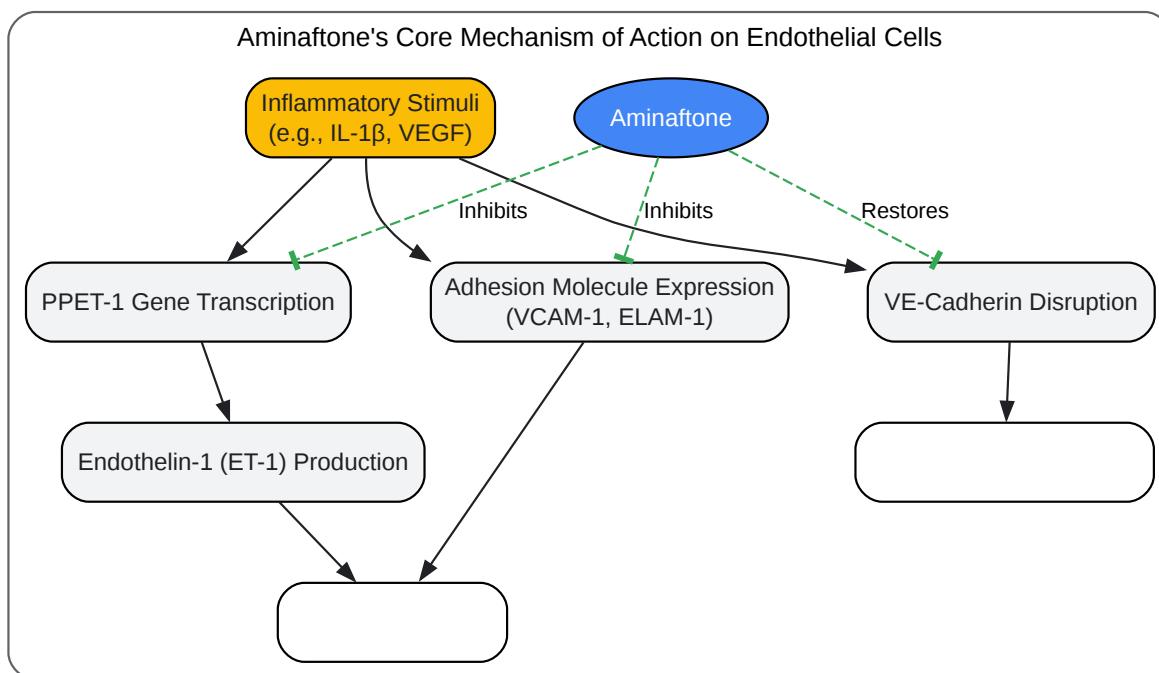 Aminaftone's Core Mechanism of Action on Endothelial Cells
Inflammatory Stimuli
(e.g., IL-1β, VEGF)
Aminaftone
Inhibits
Inhibits
Restores
PPET-1 Gene Transcription
Adhesion Molecule Expression
(VCAM-1, ELAM-1)
VE-Cadherin Disruption
Endothelin-1 (ET-1) Production